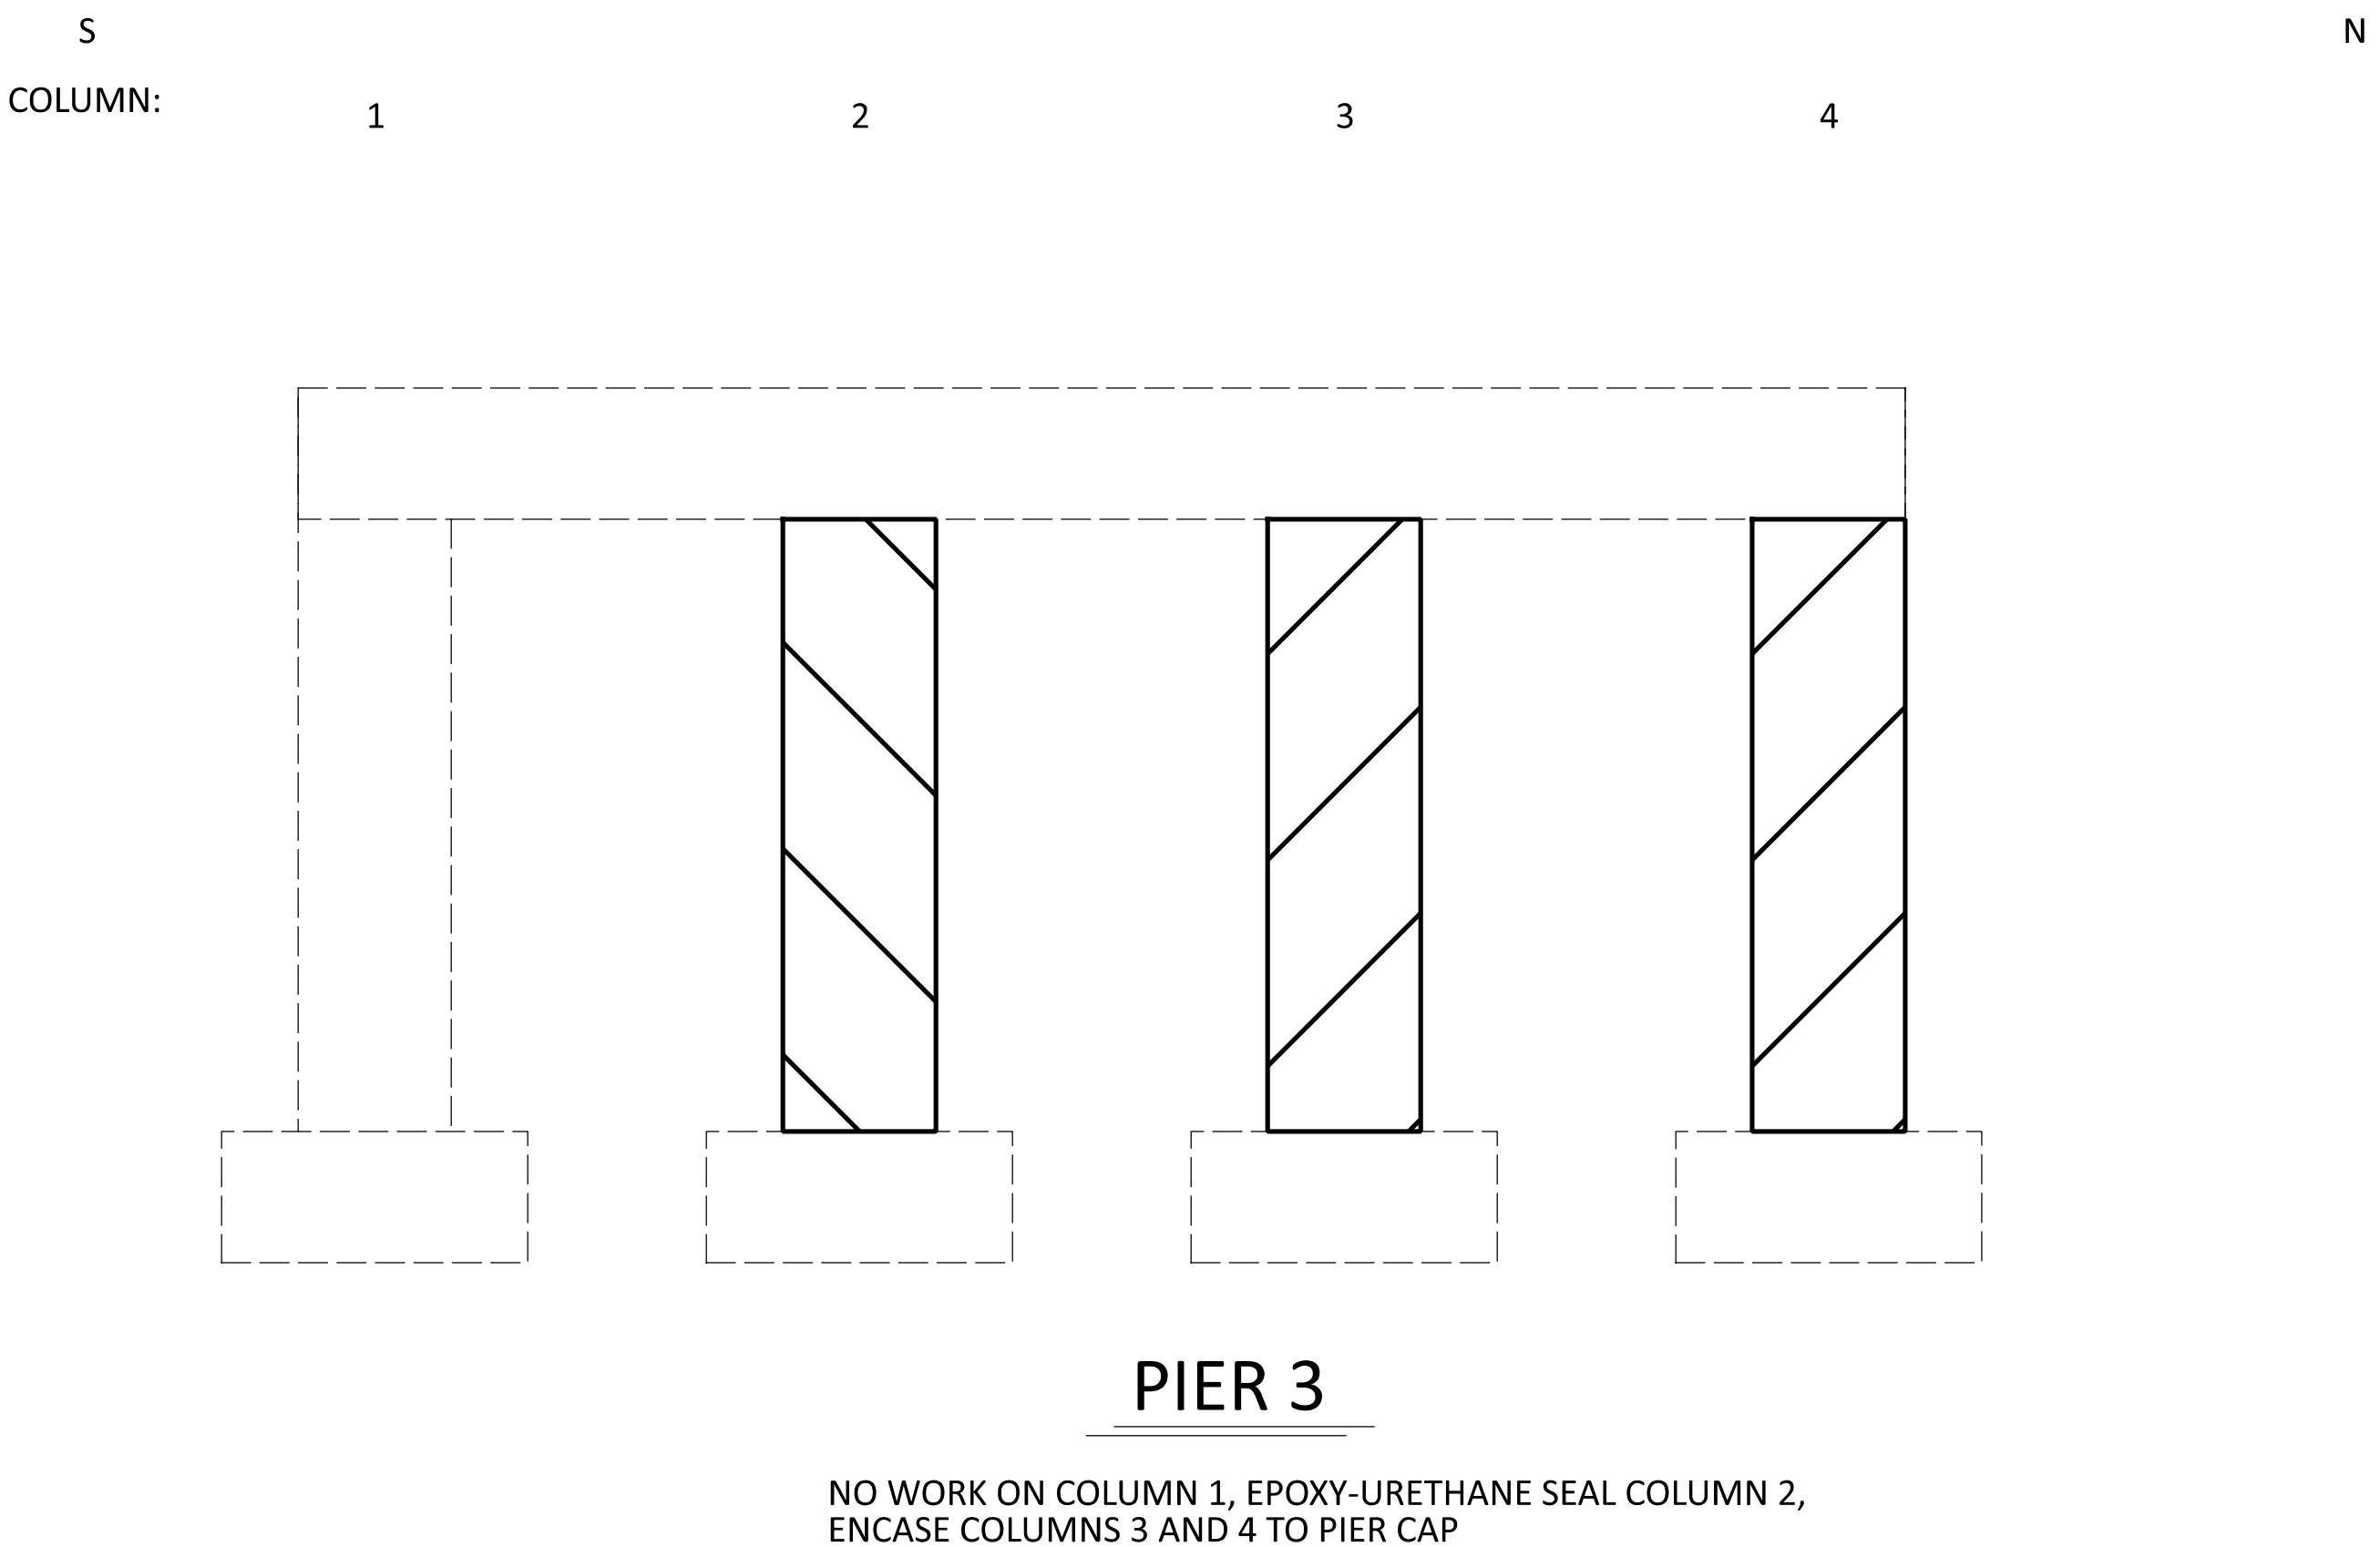 S N
COLUMN: 1 2 3 4
PIER 3
NO WORK ON COLUMN 1, EPOXY-URETHANE SEAL COLUMN 2,
ENCASE COLUMNS 3 AND 4 TO PIER CAP